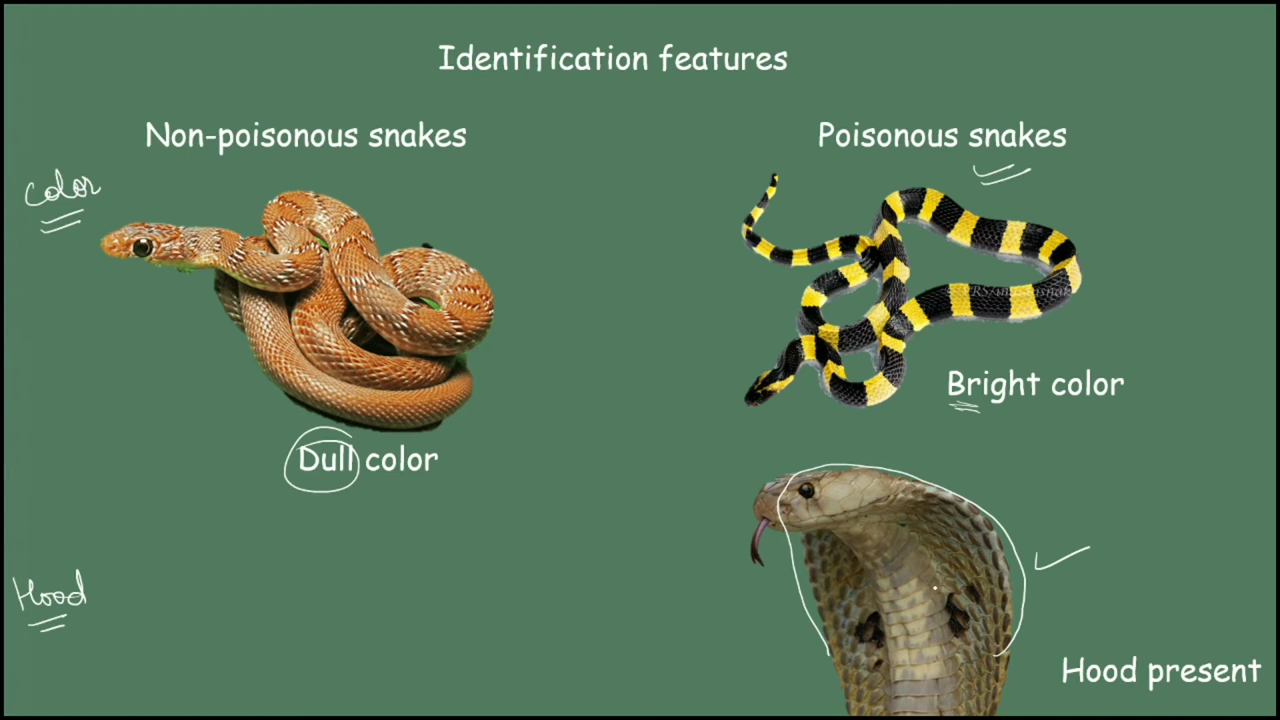 Identification features
Non-poisonous snakes
Poisonous snakes
Color
Bright color
Dull color
Hood
Hood present